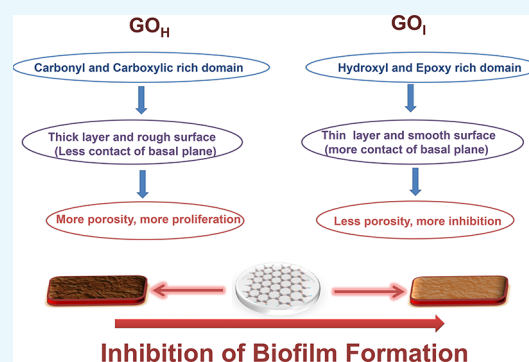 GOH
Carbonyl and Carboxylic rich domain
Thick layer and rough surface
(Less contact of basal plane)
More porosity, more proliferation
GOI
Hydroxyl and Epoxy rich domain
Thin layer and smooth surface
(more contact of basal plane)
Less porosity, more inhibition
Inhibition of Biofilm Formation